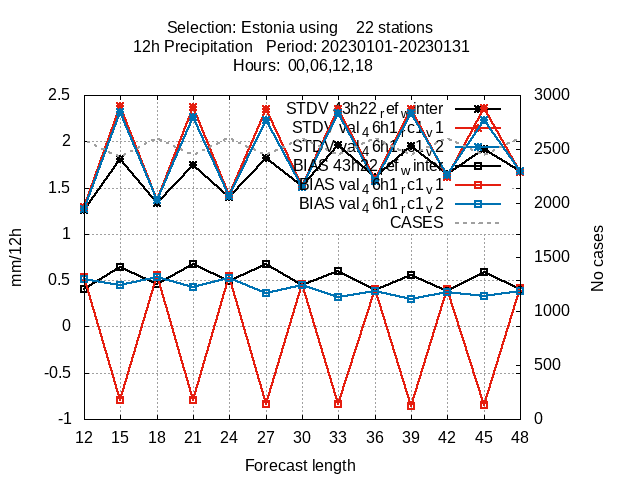 Selection: Estonia using 22 stations
12h Precipitation Period: 20230101-20230131
Hours: 00,06,12,18
STDV 43h22_ref_winter
STDV val_46h1_rc1_v1
STDV val_46h1_rc1_v2
BIAS 43h22_ref_winter
BIAS val_46h1_rc1_v1
BIAS val_46h1_rc1_v2
CASES
2.5
2
1.5
1
0.5
0
-0.5
-1
3000
2500
2000
1500
1000
500
0
mm/12h
No cases
12 15 18 21 24 27 30 33 36 39 42 45 48
Forecast length